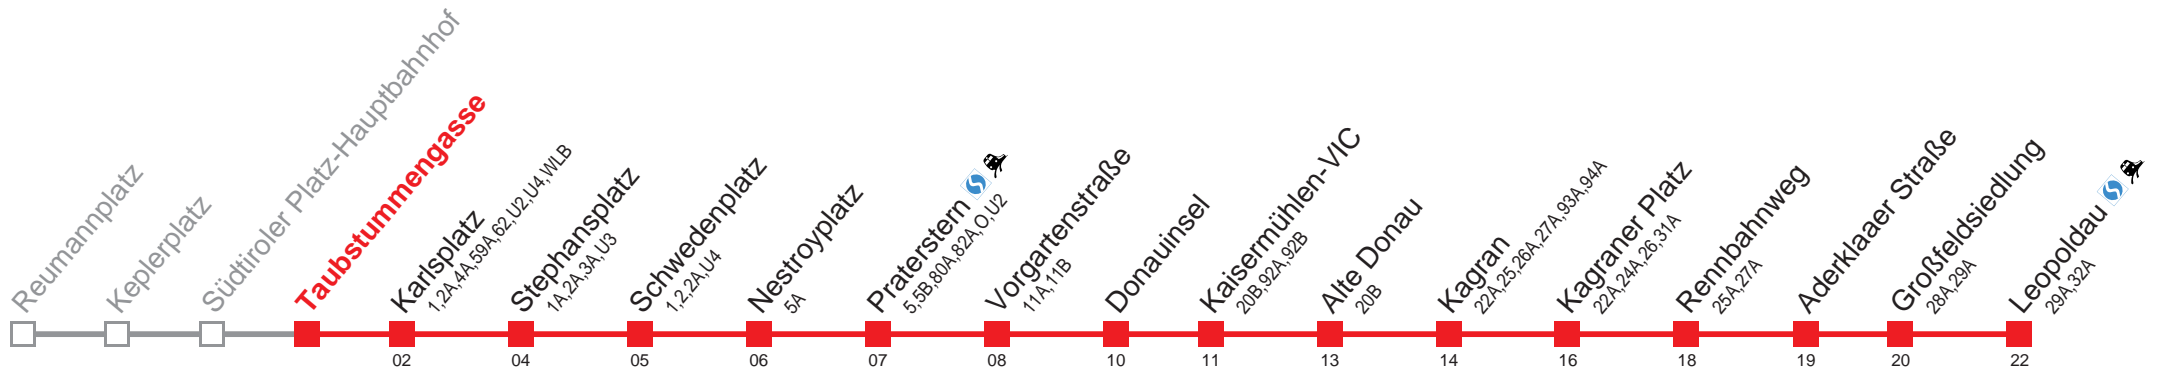 Reumannplatz
Keplerplatz
Südtiroler Platz-Hauptbahnhof
Taubstummengasse
Karlsplatz
1,2A,4A,59A,62,U2,U4,WLB
02
Stephansplatz
1A,2A,3A,U3
04
Schwedenplatz
1,2,2A,U4
05
Nestroyplatz
5A
06
Praterstern
5,5B,80A,82A,O,U2
07
Vorgartenstraße
11A,11B
08
Donauinsel
10
Kaisermühlen-VIC
20B,92A,92B
11
Alte Donau
20B
13
Kagran
22A,25,26A,27A,93A,94A
14
Kagraner Platz
22A,24A,26,31A
16
Rennbahnweg
25A,27A
18
Aderklaaer Straße
19
Großfeldsiedlung
28A,29A
20
Leopoldau
29A,32A
22